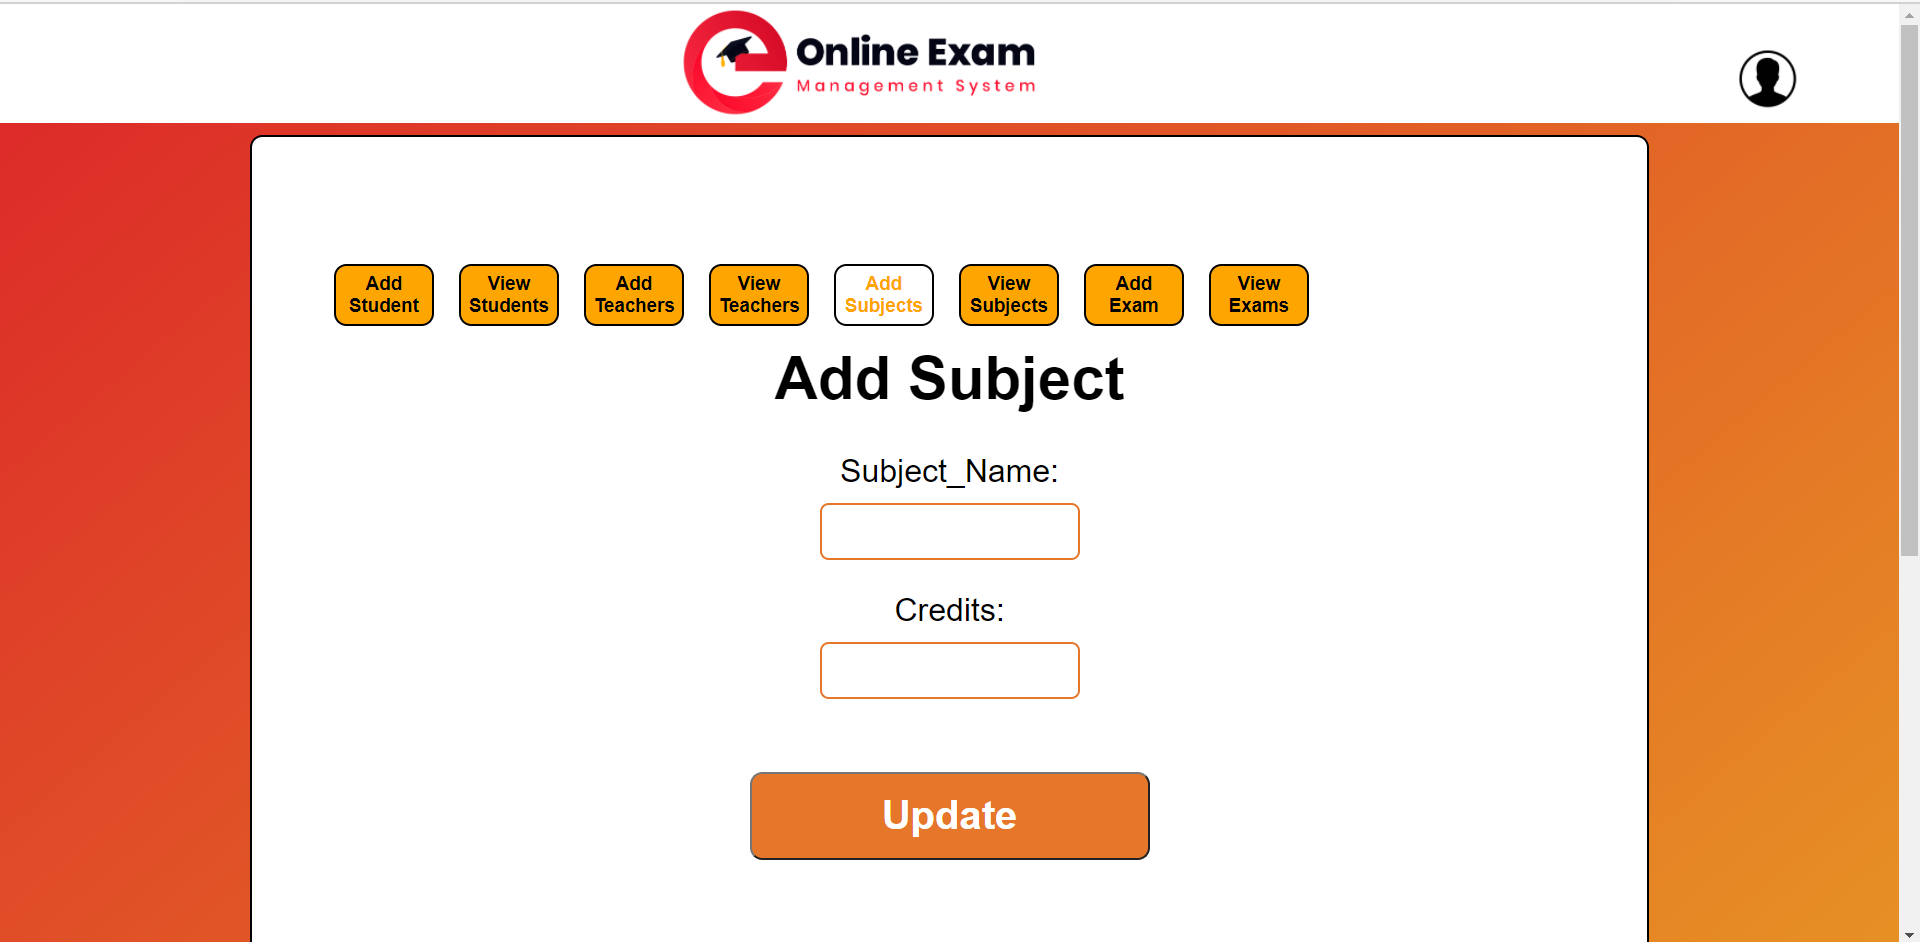 Online Exam
Management System
Add
Student
View
Students
Add
Teachers
View
Teachers
Add
Subjects
View
Subjects
Add
Exam
View
Exams
Add Subject
Subject_Name:
Credits:
Update